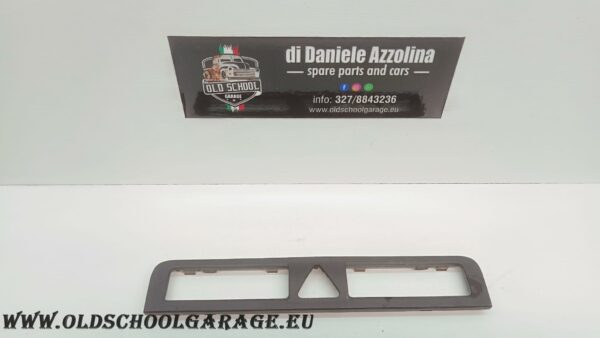 di Daniele Azzolina
spare parts and cars
OLD SCHOOL
GARAGE
info: 327/8843236
www.oldschoolgarage.eu
WWW.OLDSCHOOLGARAGE.EU